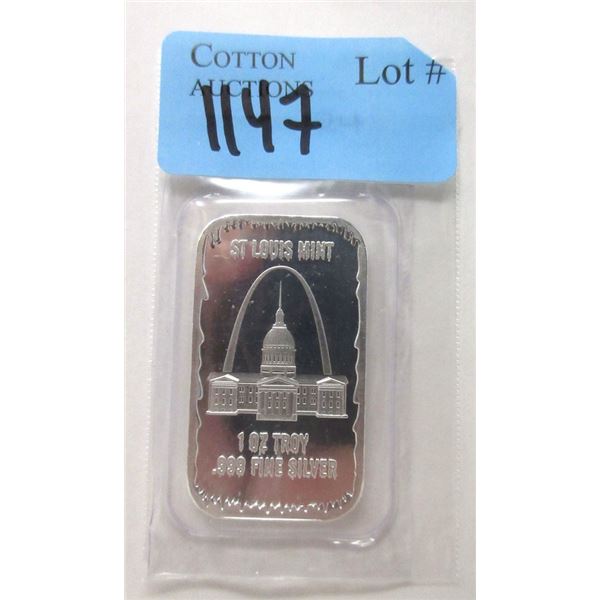 COTTON
AUCTIONS
Lot #
1147
ST LOUIS MINT
1 OZ TROY
.999 FINE SILVER